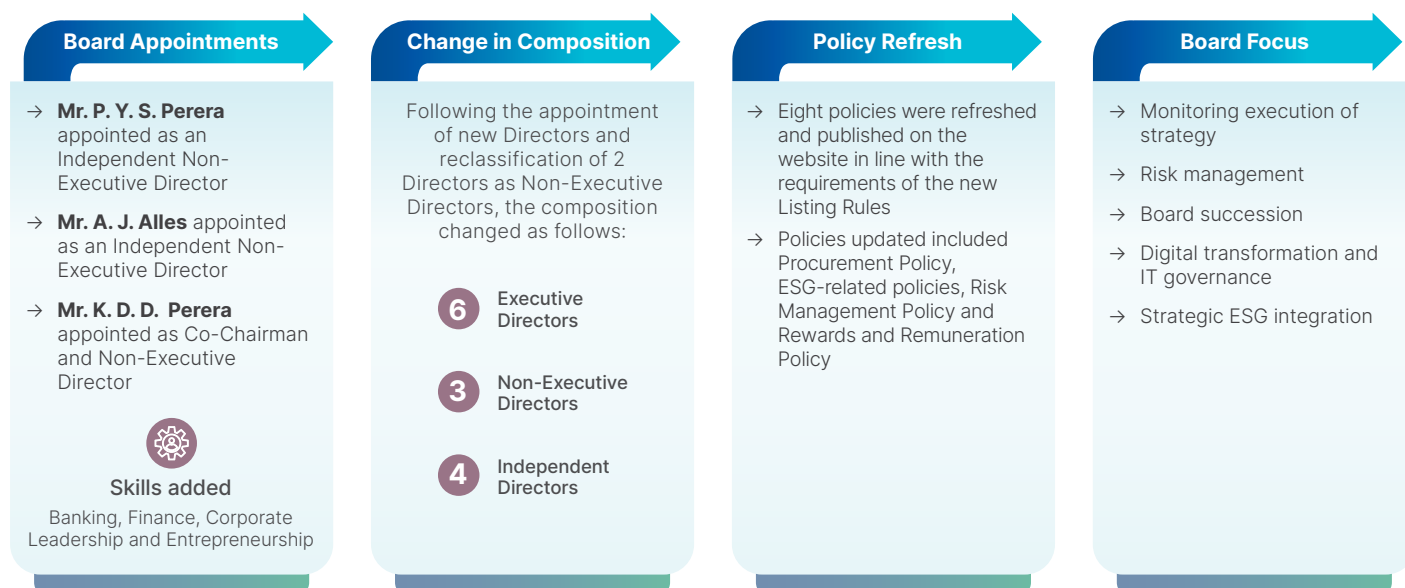 Board Appointments
→ Mr. P. Y. S. Perera
appointed as an
Independent Non-
Executive Director
→ Mr. A. J. Alles appointed
as an Independent Non-
Executive Director
→ Mr. K. D. D. Perera
appointed as Co-Chairman
and Non-Executive
Director
Skills added
Banking, Finance, Corporate
Leadership and Entrepreneurship
Change in Composition
Following the appointment
of new Directors and
reclassification of 2
Directors as Non-Executive
Directors, the composition
changed as follows:
6 Executive
Directors
3 Non-Executive
Directors
4 Independent
Directors
Policy Refresh
→ Eight policies were refreshed
and published on the
website in line with the
requirements of the new
Listing Rules
→ Policies updated included
Procurement Policy,
ESG-related policies, Risk
Management Policy and
Rewards and Remuneration
Policy
Board Focus
→ Monitoring execution of
strategy
→ Risk management
→ Board succession
→ Digital transformation and
IT governance
→ Strategic ESG integration